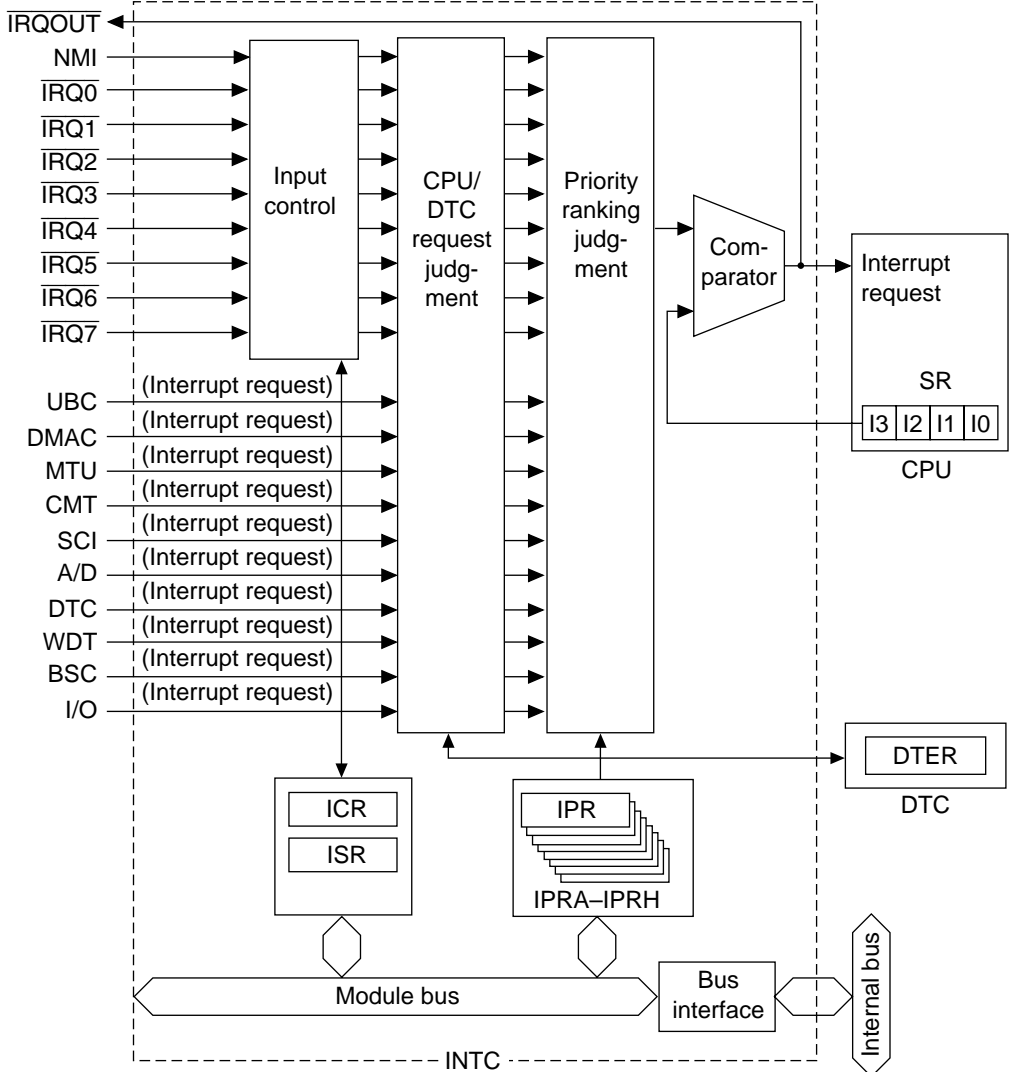 IRQOUT
NMI
IRQ0
IRQ1
IRQ2
IRQ3
IRQ4
IRQ5
IRQ6
IRQ7
UBC
DMAC
MTU
CMT
SCI
A/D
DTC
WDT
BSC
I/O
Input
control
(Interrupt request)
(Interrupt request)
(Interrupt request)
(Interrupt request)
(Interrupt request)
(Interrupt request)
(Interrupt request)
(Interrupt request)
(Interrupt request)
(Interrupt request)
CPU/
DTC
request
judg-
ment
Priority
ranking
judg-
ment
Com-
parator
Interrupt
request
SR
I3 I2 I1 I0
CPU
DTER
DTC
ICR
ISR
IPR
IPRA–IPRH
Module bus
Bus
interface
Internal bus
INTC